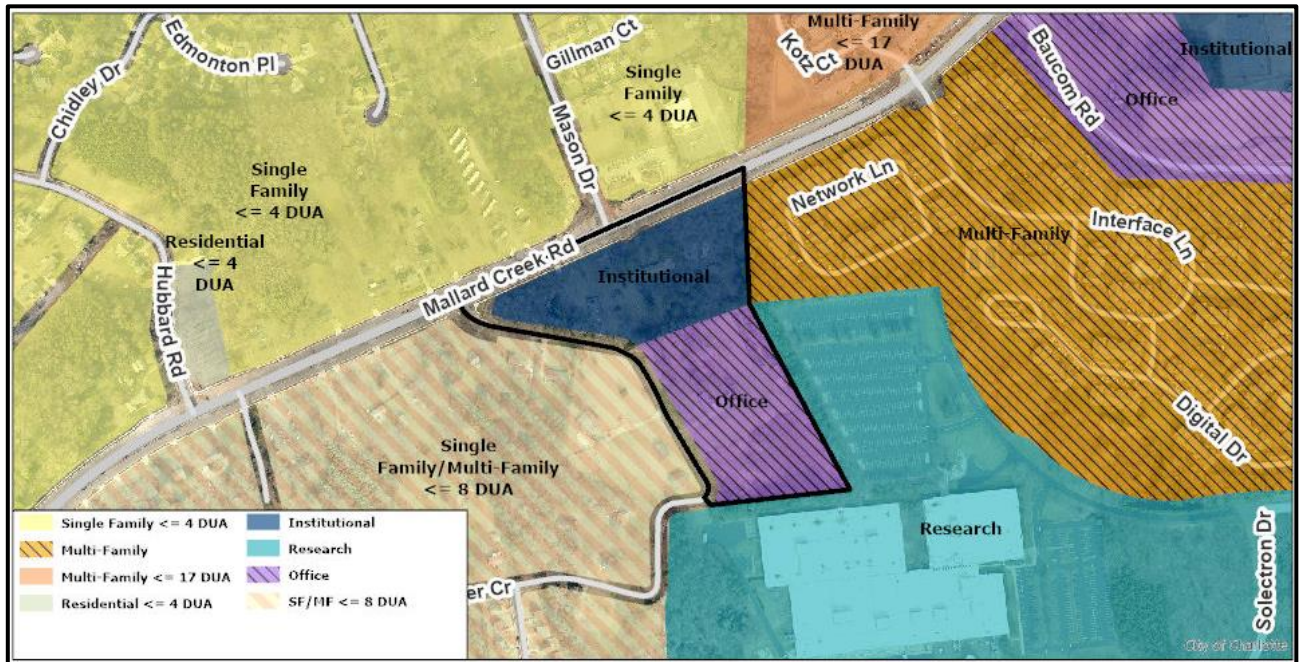 Edmonton Pl
Chidley Dr
Gillman Ct
Mason Dr
Single
Family
<= 4 DUA
Multi-Family
<= 17
DUA
Kotz Ct
Baucom Rd
Institutional
Office
Single
Family
<= 4 DUA
Residential
<= 4
DUA
Hubbard Rd
Mallard Creek Rd
Institutional
Network Ln
Interface Ln
Multi-Family
Office
Digital Dr
Single
Family/Multi-Family
<= 8 DUA
Research
Solectron Dr
er Cr
Single Family <= 4 DUA
Multi-Family
Multi-Family <= 17 DUA
Residential <= 4 DUA
Institutional
Research
Office
SF/MF <= 8 DUA
City of Charlotte